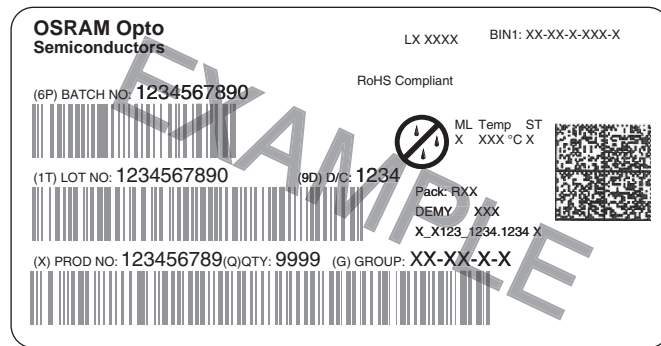 OSRAM Opto
Semiconductors
LX XXXX
BIN1: XX-XX-X-XXX-X
RoHS Compliant
(6P) BATCH NO: 1234567890
ML Temp ST
X XXX °C X
(1T) LOT NO: 1234567890
(9D) D/C: 1234
Pack: RXX
DEMY XXX
X_X123_1234.1234 X
(X) PROD NO: 123456789(Q)QTY: 9999 (G) GROUP: XX-XX-X-X
EXAMPLE